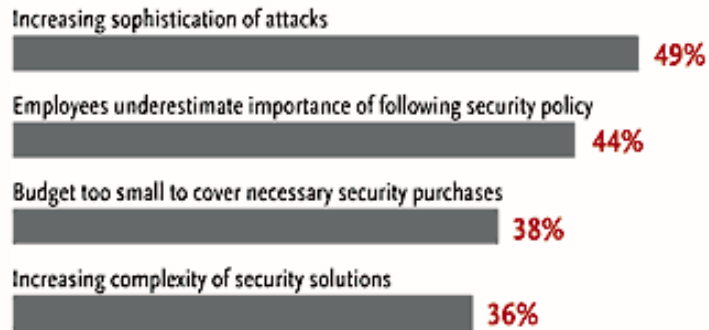 Increasing sophistication of attacks
49%
Employees underestimate importance of following security policy
44%
Budget too small to cover necessary security purchases
38%
Increasing complexity of security solutions
36%